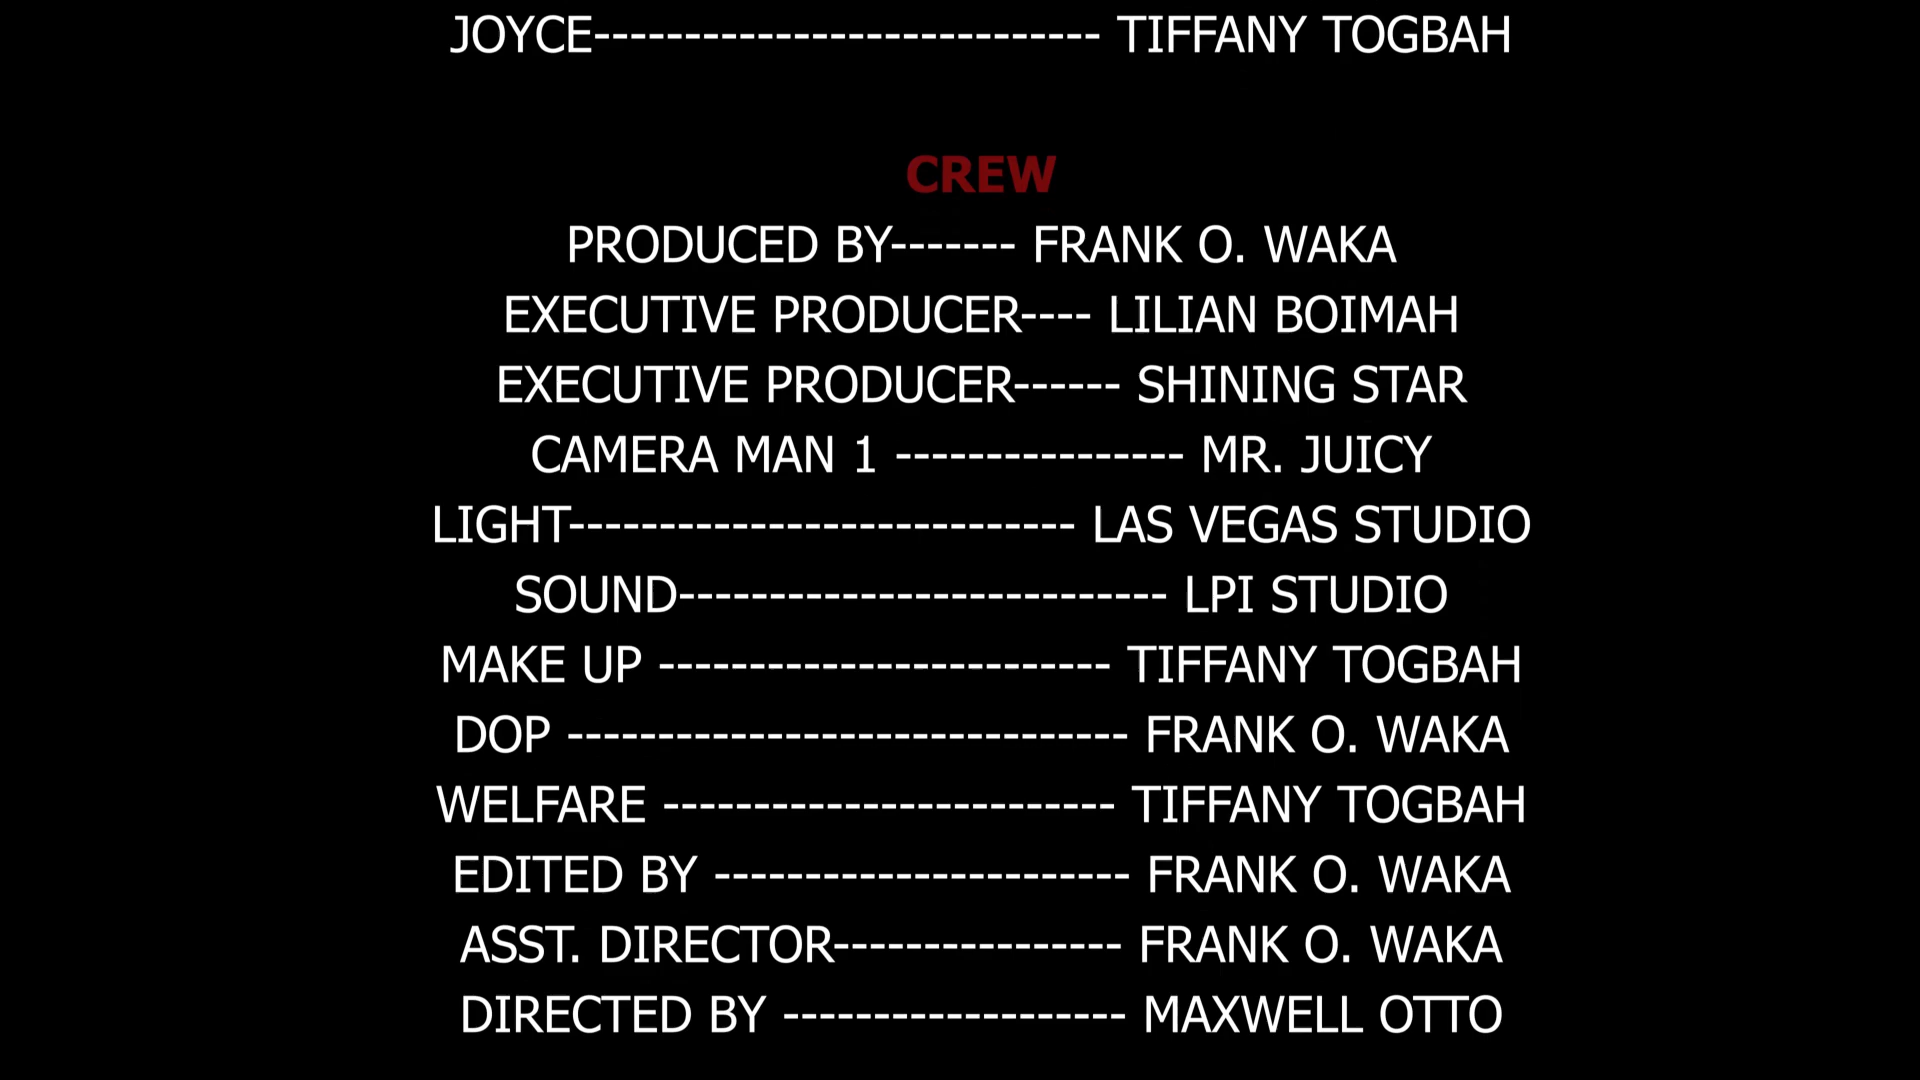 JOYCE---------------------------- TIFFANY TOGBAH
CREW
PRODUCED BY------- FRANK O. WAKA
EXECUTIVE PRODUCER---- LILIAN BOIMAH
EXECUTIVE PRODUCER------ SHINING STAR
CAMERA MAN 1 ---------------- MR. JUICY
LIGHT---------------------------- LAS VEGAS STUDIO
SOUND--------------------------- LPI STUDIO
MAKE UP ------------------------- TIFFANY TOGBAH
DOP ------------------------------- FRANK O. WAKA
WELFARE ------------------------- TIFFANY TOGBAH
EDITED BY ----------------------- FRANK O. WAKA
ASST. DIRECTOR---------------- FRANK O. WAKA
DIRECTED BY ------------------- MAXWELL OTTO